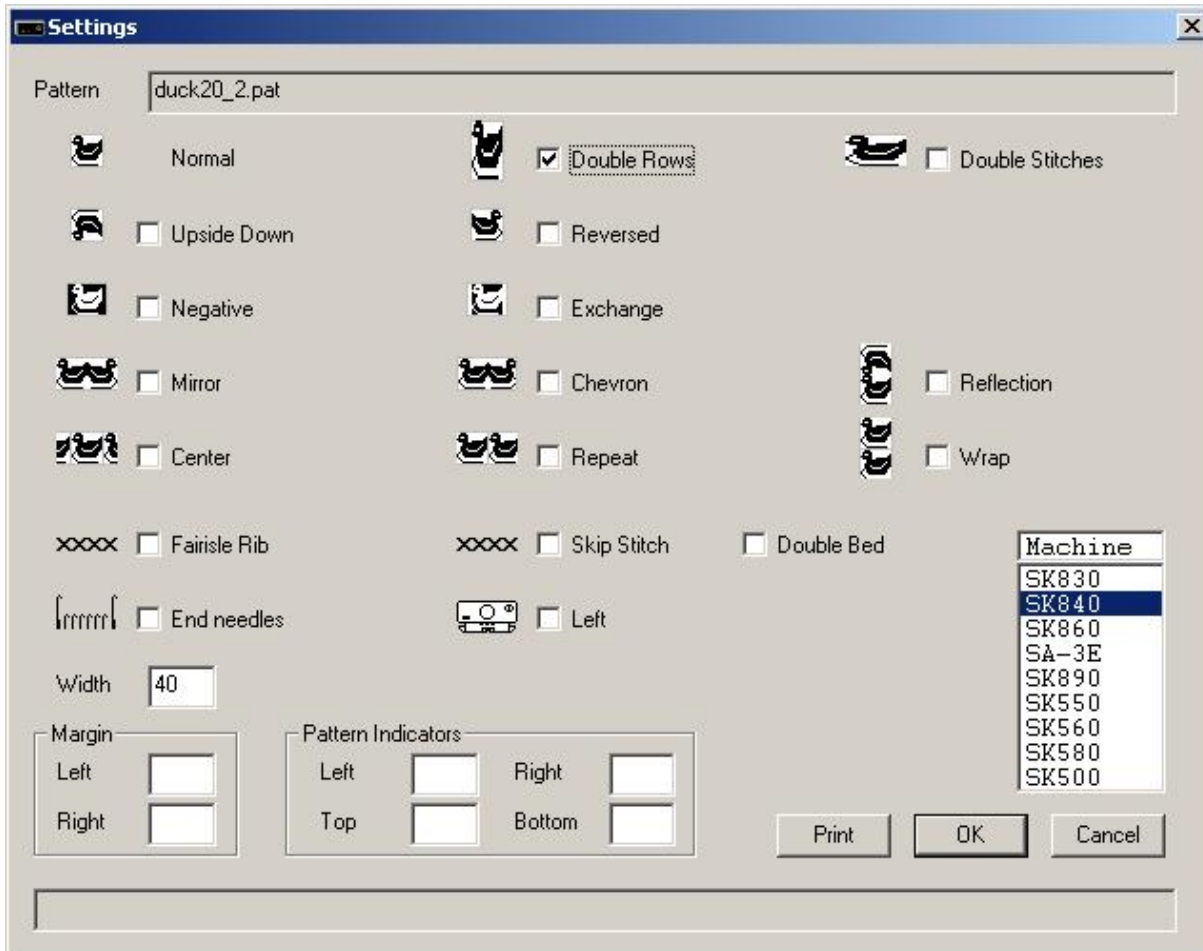 Settings
Pattern duck20_2.pat
Normal Double Rows Double Stitches
Upside Down Reversed
Negative Exchange
Mirror Chevron Reflection
Center Repeat Wrap
XXXX Fairisle Rib XXXX Skip Stitch Double Bed
Machine
SK830
SK840
SK860
SA-3E
SK890
SK550
SK560
SK580
SK500
End needles Left
Width 40
Margin
Left
Right
Pattern Indicators
Left Right
Top Bottom
Print OK Cancel